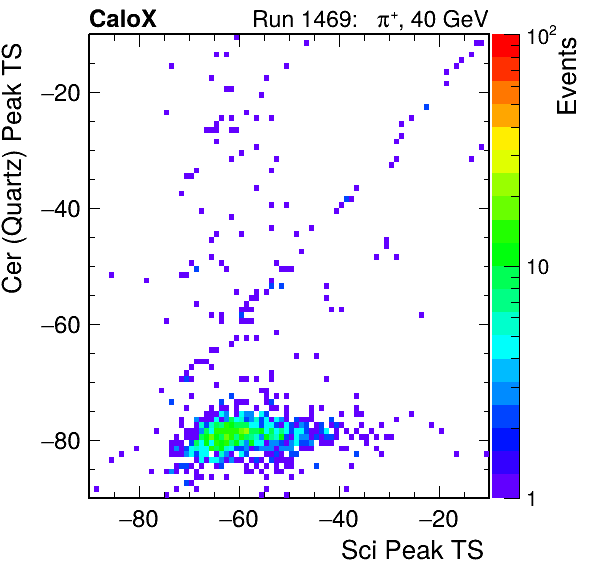 CaloX Run 1469: π⁺, 40 GeV
Cer (Quartz) Peak TS
−20
−40
−60
−80
−80 −60 −40 −20
Sci Peak TS
10²
10
1
Events